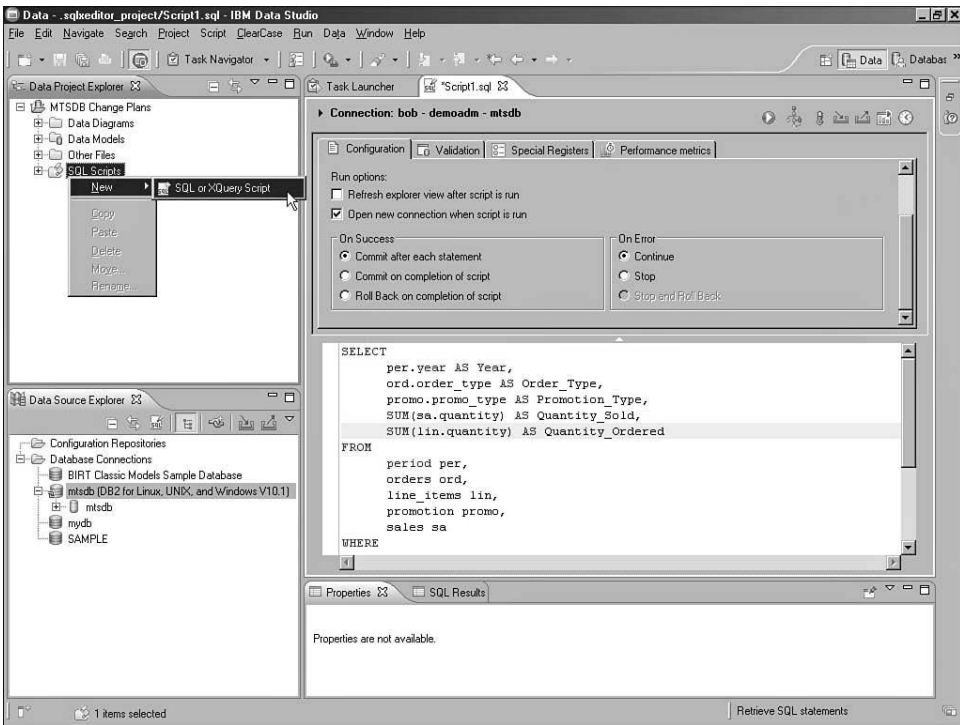 Data - .sqlxeditor_project/Script1.sql - IBM Data Studio
File Edit Navigate Search Project Script ClearCase Run Data Window Help
Task Navigator
Data
Databas »
Data Project Explorer
MTSDB Change Plans
Data Diagrams
Data Models
Other Files
SQL Scripts
New
SQL or XQuery Script
Copy
Paste
Delete
Move...
Rename...
Task Launcher
*Script1.sql
Connection: bob - demoadm - mtsdb
Configuration
Validation
Special Registers
Performance metrics
Run options:
Refresh explorer view after script is run
Open new connection when script is run
On Success
Commit after each statement
Commit on completion of script
Roll Back on completion of script
On Error
Continue
Stop
Stop and Roll Back
SELECT
per.year AS Year,
ord.order_type AS Order_Type,
promo.promo_type AS Promotion_Type,
SUM(sa.quantity) AS Quantity_Sold,
SUM(lin.quantity) AS Quantity_Ordered
FROM
period per,
orders ord,
line_items lin,
promotion promo,
sales sa
WHERE
Data Source Explorer
Configuration Repositories
Database Connections
BIRT Classic Models Sample Database
mtsdb (DB2 for Linux, UNIX, and Windows V10.1)
mtsdb
mydb
SAMPLE
Properties
SQL Results
Properties are not available.
1 items selected
Retrieve SQL statements